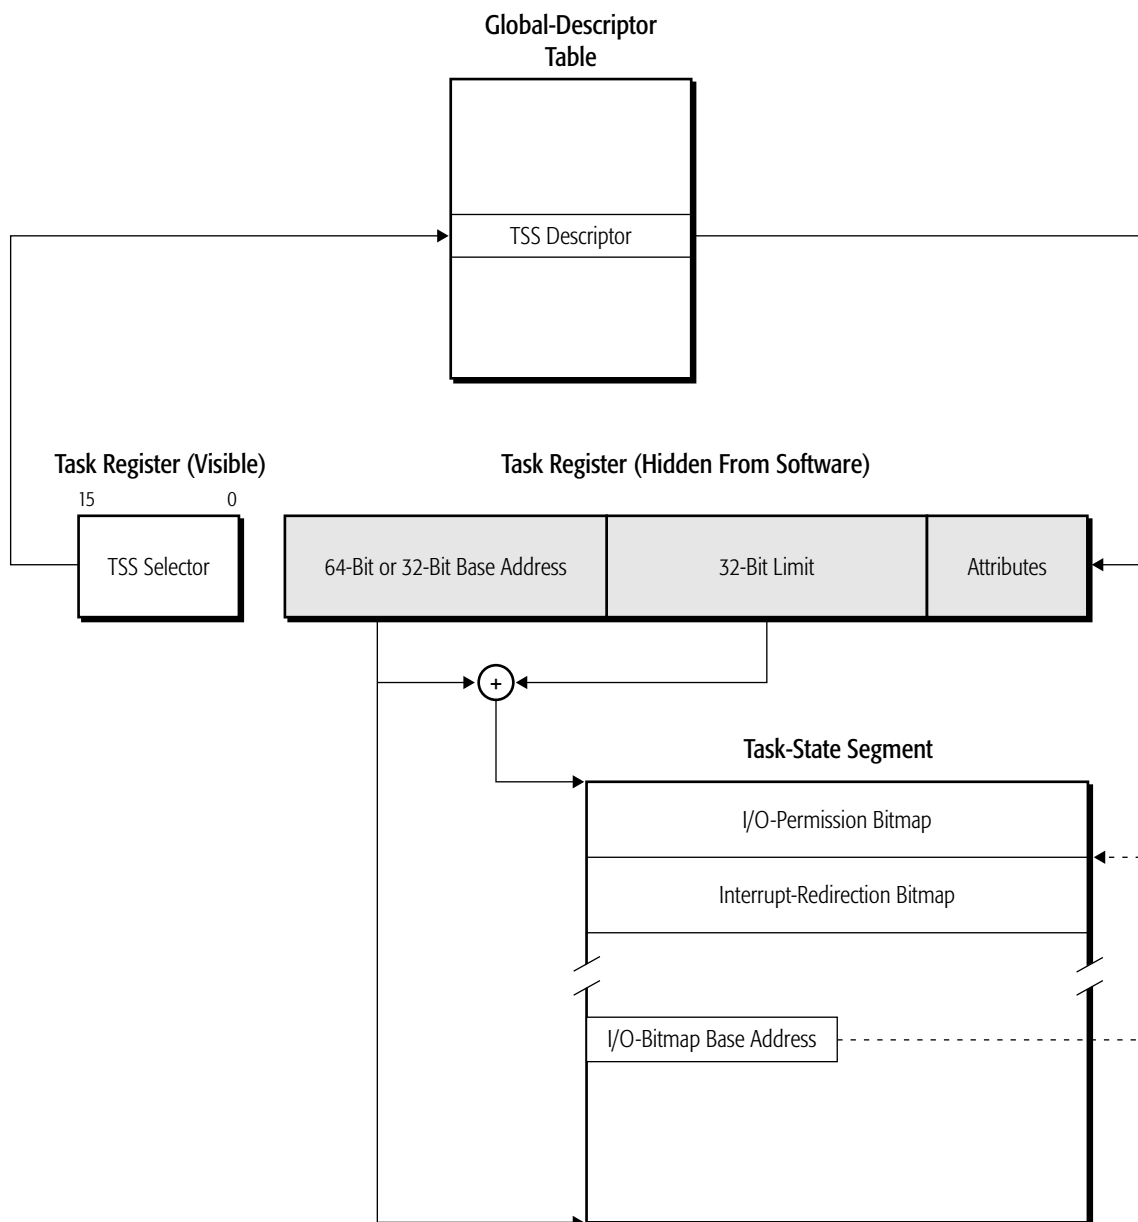 Global-Descriptor
Table
TSS Descriptor
Task Register (Visible)
Task Register (Hidden From Software)
15
0
TSS Selector
64-Bit or 32-Bit Base Address
32-Bit Limit
Attributes
+
Task-State Segment
I/O-Permission Bitmap
Interrupt-Redirection Bitmap
I/O-Bitmap Base Address